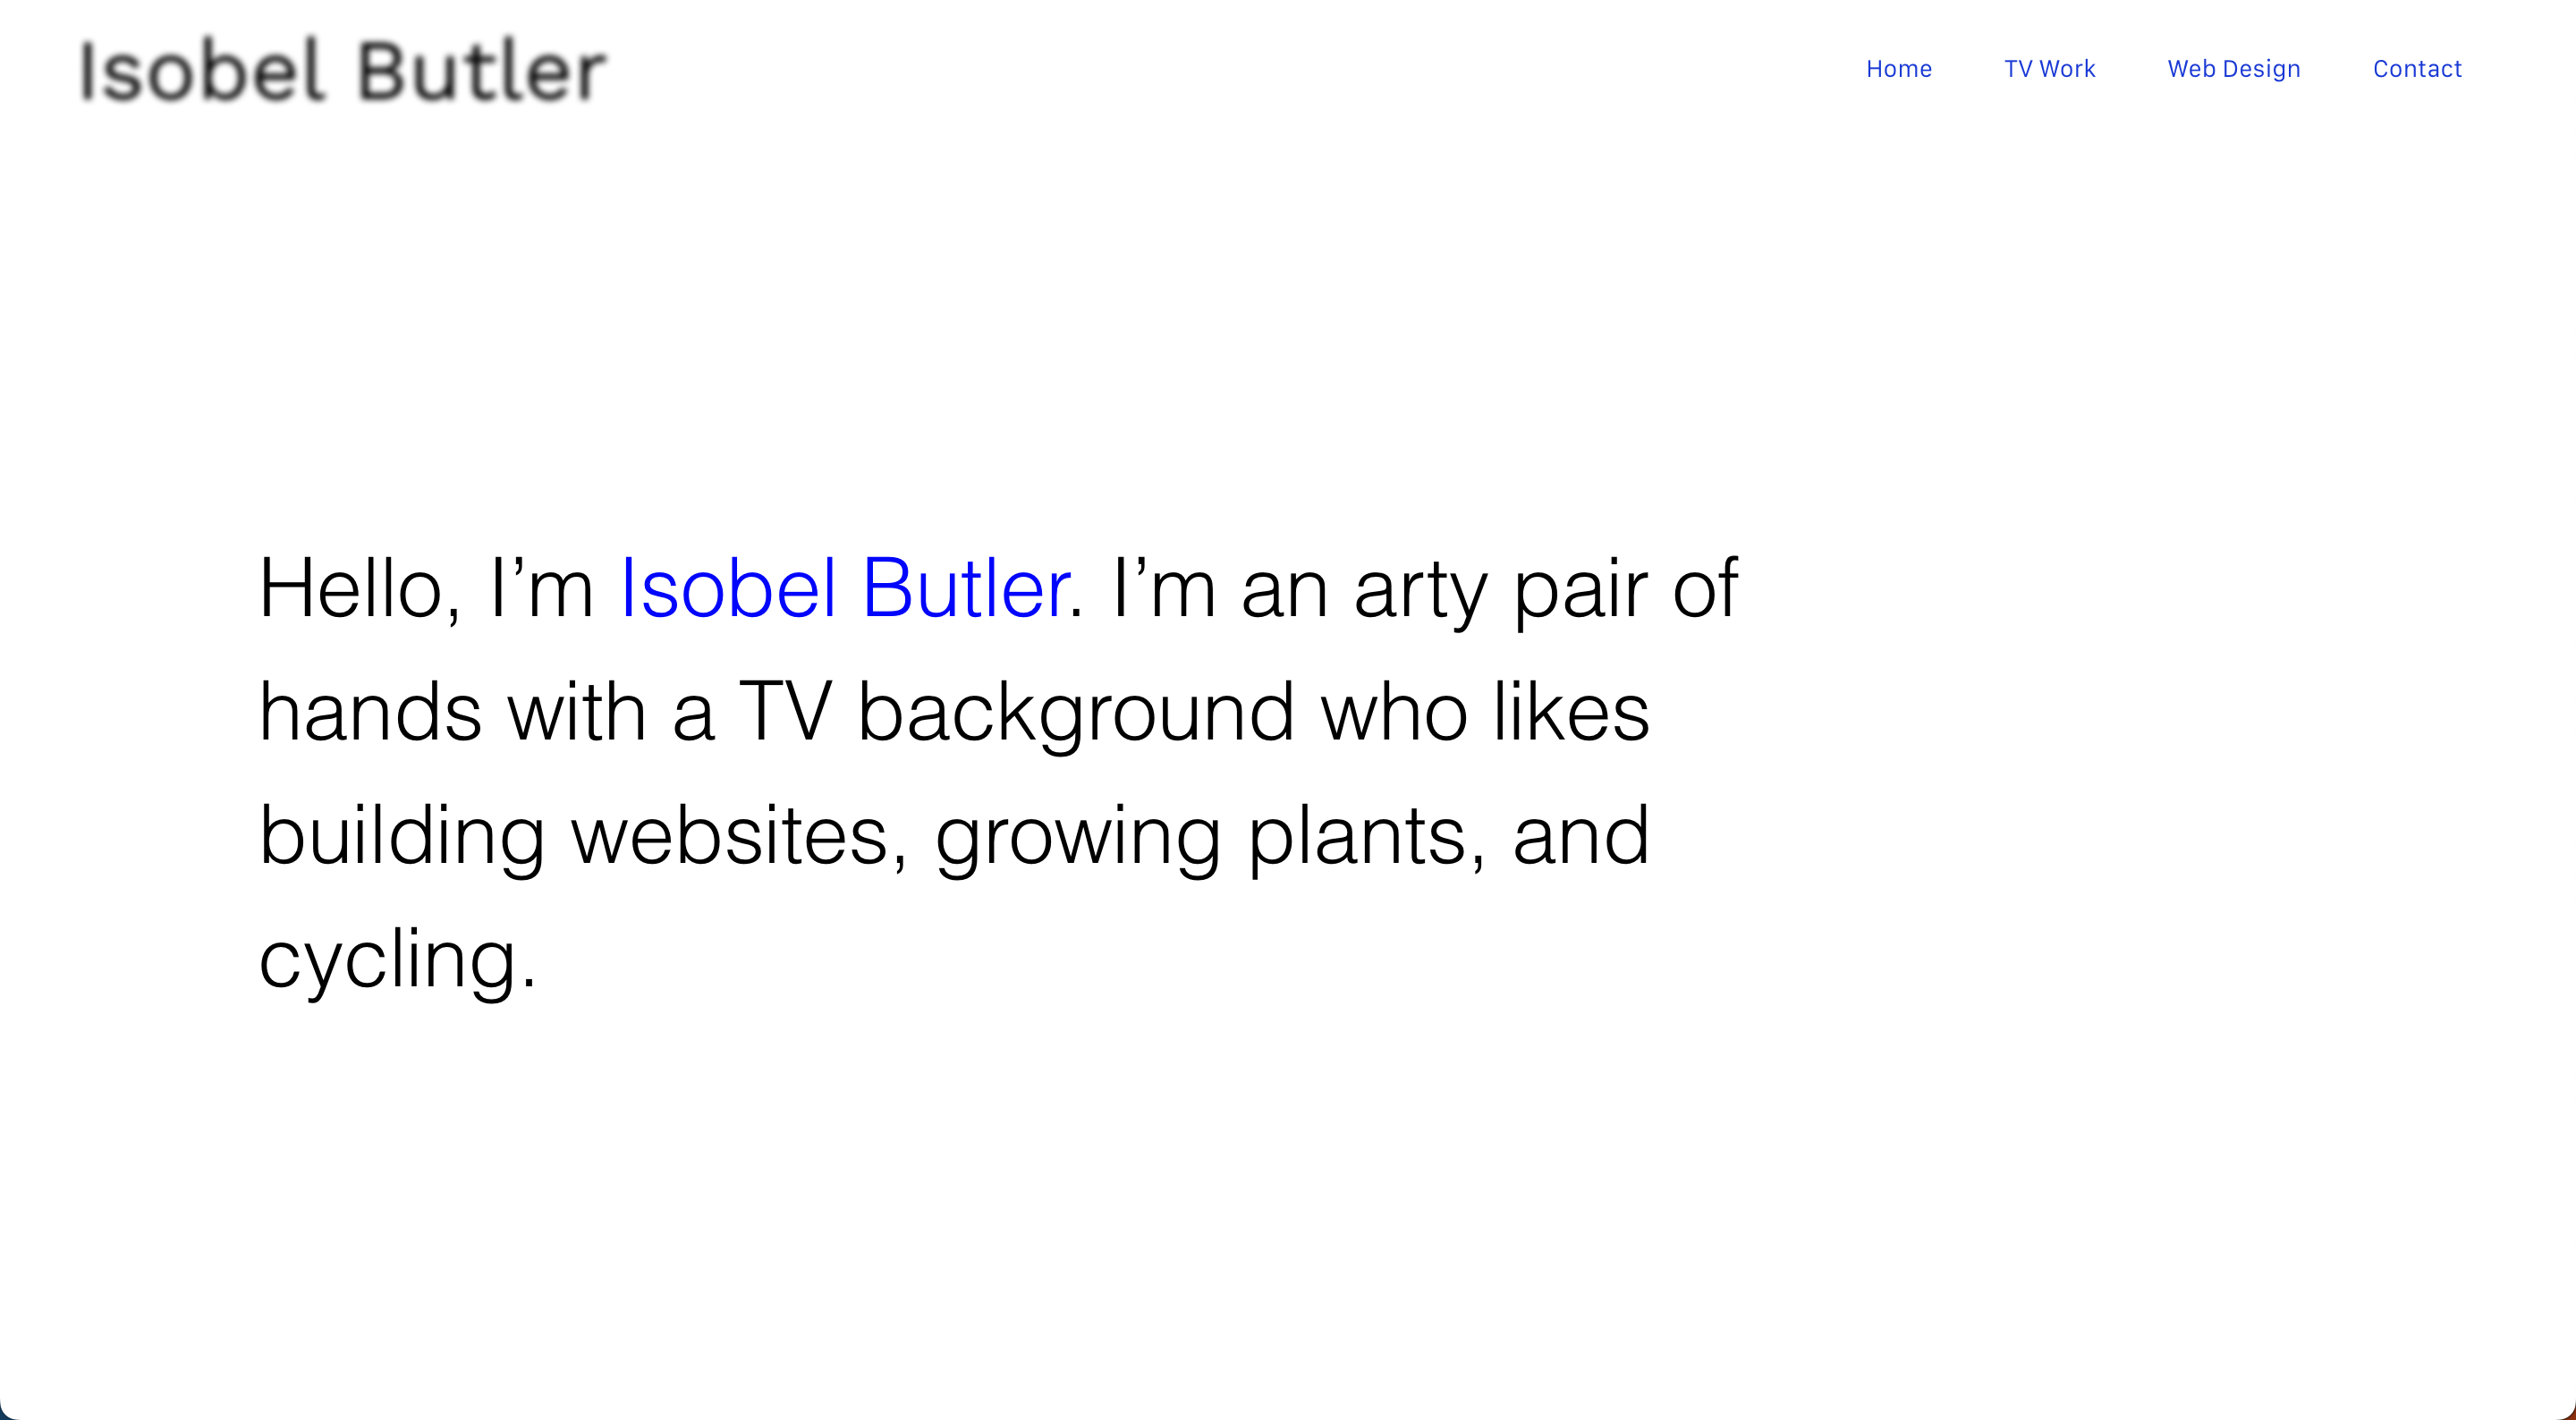 Isobel Butler
Home TV Work Web Design Contact
Hello, I’m Isobel Butler. I’m an arty pair of
hands with a TV background who likes
building websites, growing plants, and
cycling.